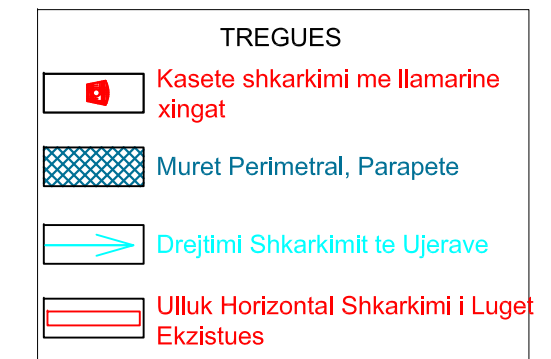 TREGUES
Kasete shkarkimi me llamarine
xingat
Muret Perimetral, Parapete
Drejtimi Shkarkimit te Ujerave
Ulluk Horizontal Shkarkimi i Luget
Ekzistues